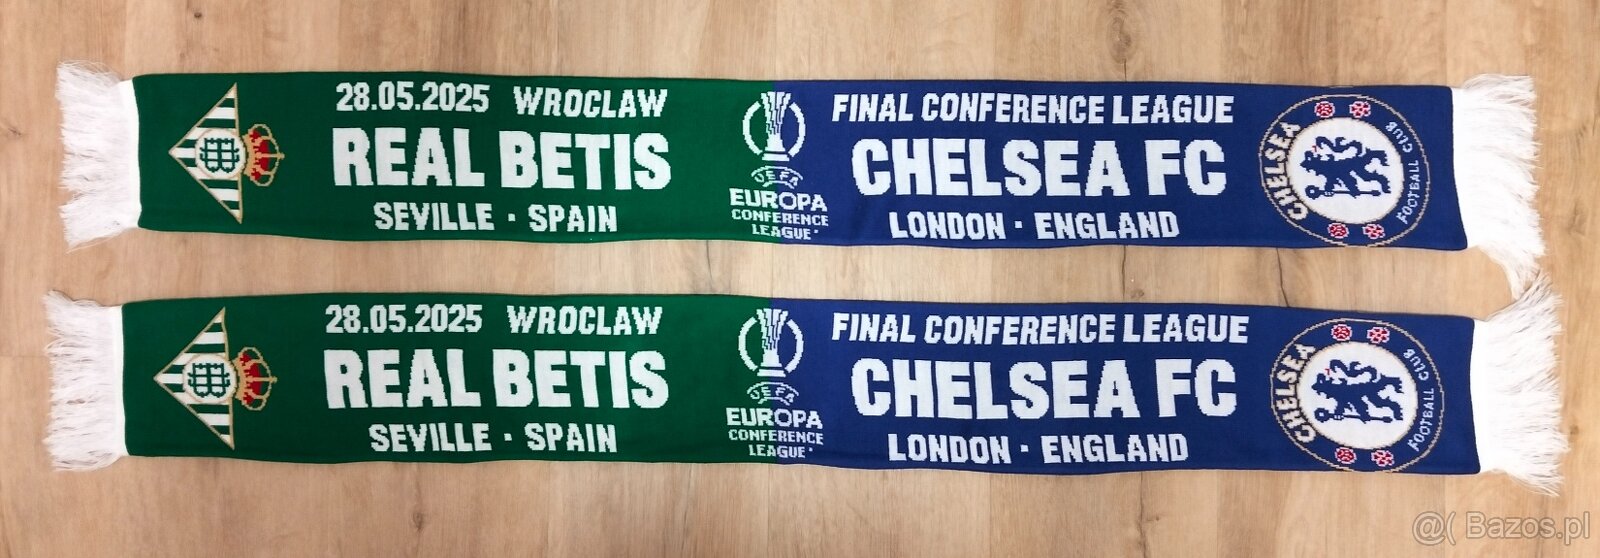 28.05.2025 WROCLAW
REAL BETIS
SEVILLE · SPAIN
UEFA
EUROPA
CONFERENCE
LEAGUE
FINAL CONFERENCE LEAGUE
CHELSEA FC
LONDON · ENGLAND
CHELSEA
FOOTBALL CLUB
28.05.2025 WROCLAW
REAL BETIS
SEVILLE · SPAIN
UEFA
EUROPA
CONFERENCE
LEAGUE
FINAL CONFERENCE LEAGUE
CHELSEA FC
LONDON · ENGLAND
CHELSEA
FOOTBALL CLUB
@( Bazos.pl